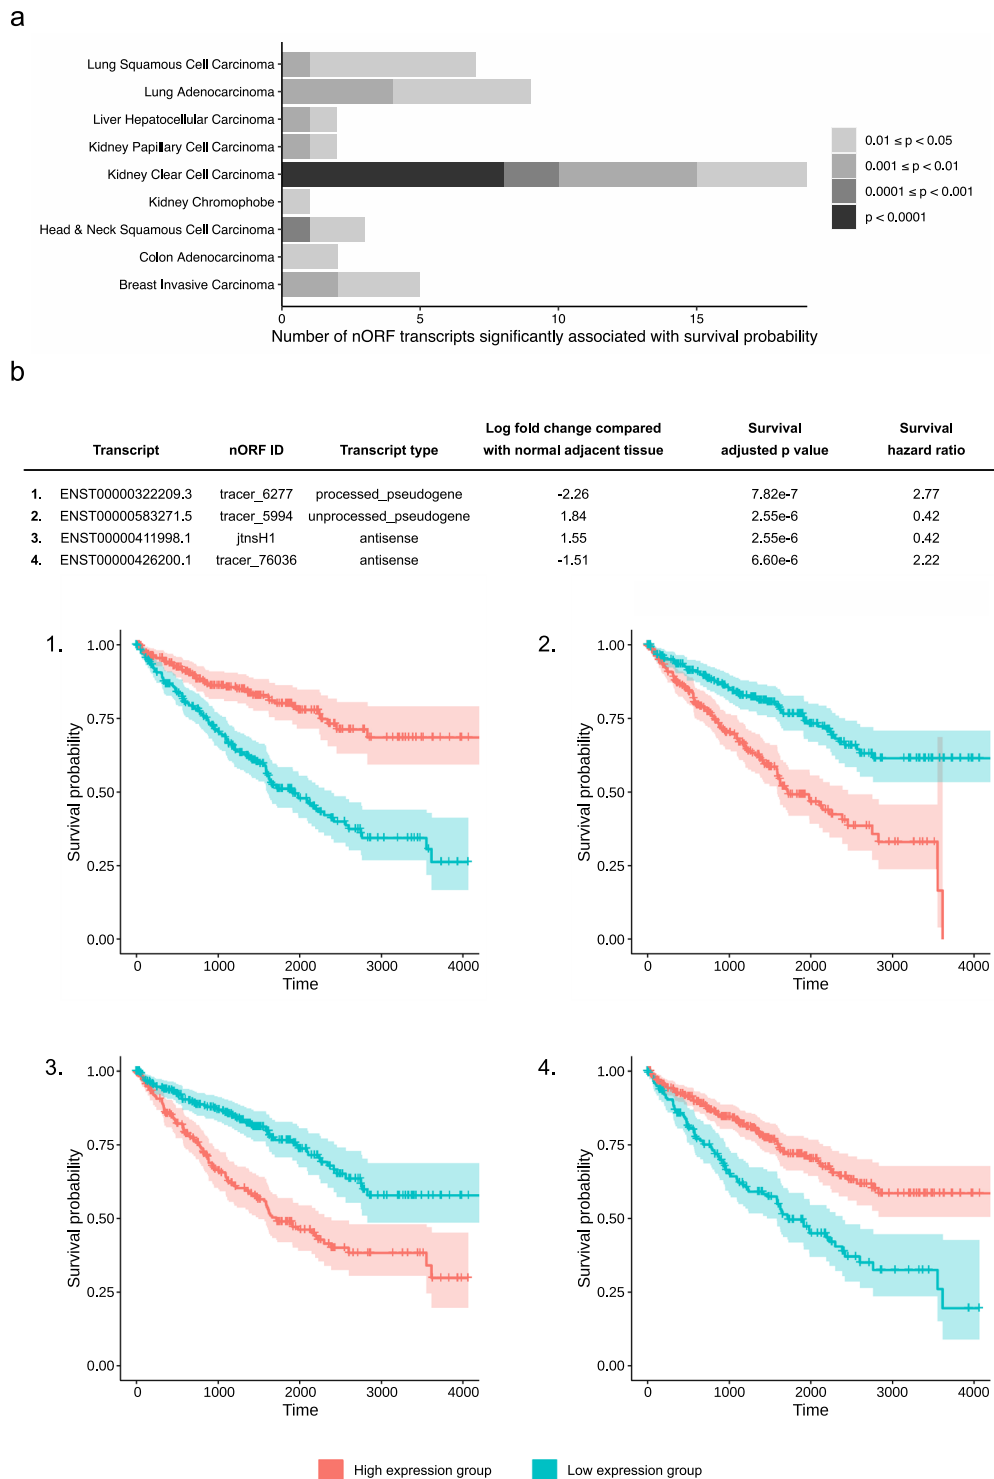 a
Lung Squamous Cell Carcinoma
Lung Adenocarcinoma
Liver Hepatocellular Carcinoma
Kidney Papillary Cell Carcinoma
Kidney Clear Cell Carcinoma
Kidney Chromophobe
Head & Neck Squamous Cell Carcinoma
Colon Adenocarcinoma
Breast Invasive Carcinoma
0 5 10 15
Number of nORF transcripts significantly associated with survival probability
0.01 ≤ p < 0.05
0.001 ≤ p < 0.01
0.0001 ≤ p < 0.001
p < 0.0001
b
Transcript nORF ID Transcript type Log fold change compared with normal adjacent tissue Survival adjusted p value Survival hazard ratio
1. ENST00000322209.3 tracer_6277 processed_pseudogene -2.26 7.82e-7 2.77
2. ENST00000583271.5 tracer_5994 unprocessed_pseudogene 1.84 2.55e-6 0.42
3. ENST00000411998.1 jtnsH1 antisense 1.55 2.55e-6 0.42
4. ENST00000426200.1 tracer_76036 antisense -1.51 6.60e-6 2.22
1.
Survival probability
1.00
0.75
0.50
0.25
0.00
0 1000 2000 3000 4000
Time
2.
Survival probability
1.00
0.75
0.50
0.25
0.00
0 1000 2000 3000 4000
Time
3.
Survival probability
1.00
0.75
0.50
0.25
0.00
0 1000 2000 3000 4000
Time
4.
Survival probability
1.00
0.75
0.50
0.25
0.00
0 1000 2000 3000 4000
Time
High expression group Low expression group